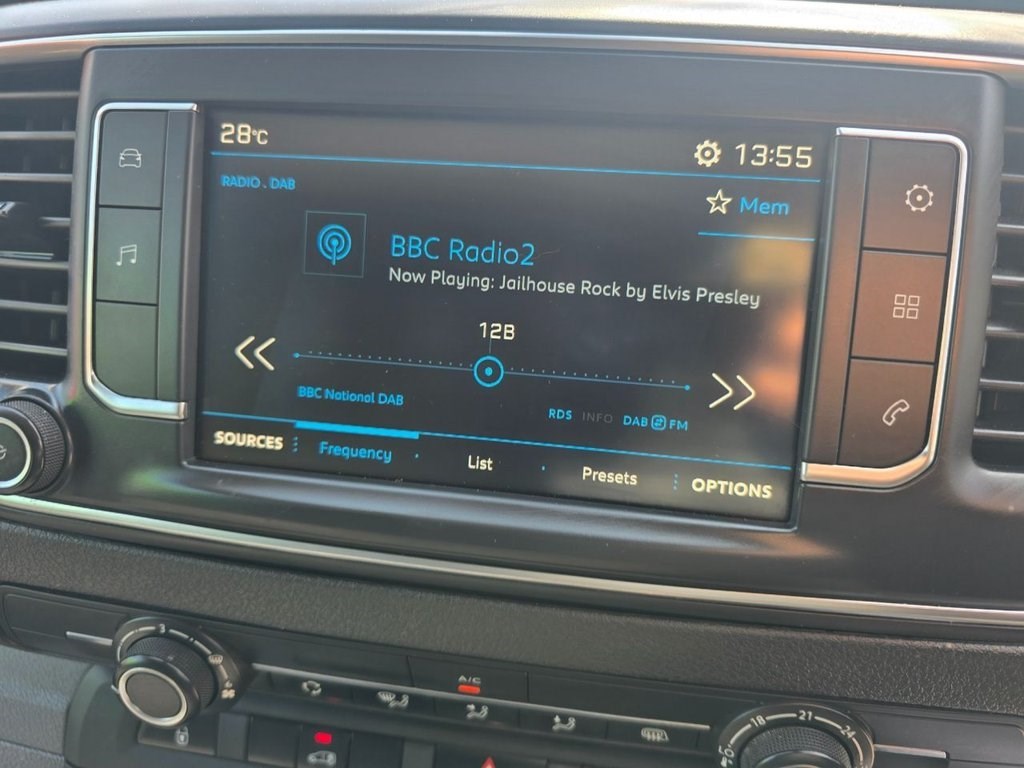 28°C
13:55
RADIO . DAB
Mem
BBC Radio2
Now Playing: Jailhouse Rock by Elvis Presley
12B
BBC National DAB
RDS INFO DAB FM
SOURCES
Frequency
List
Presets
OPTIONS
3
A/C
18 21 24